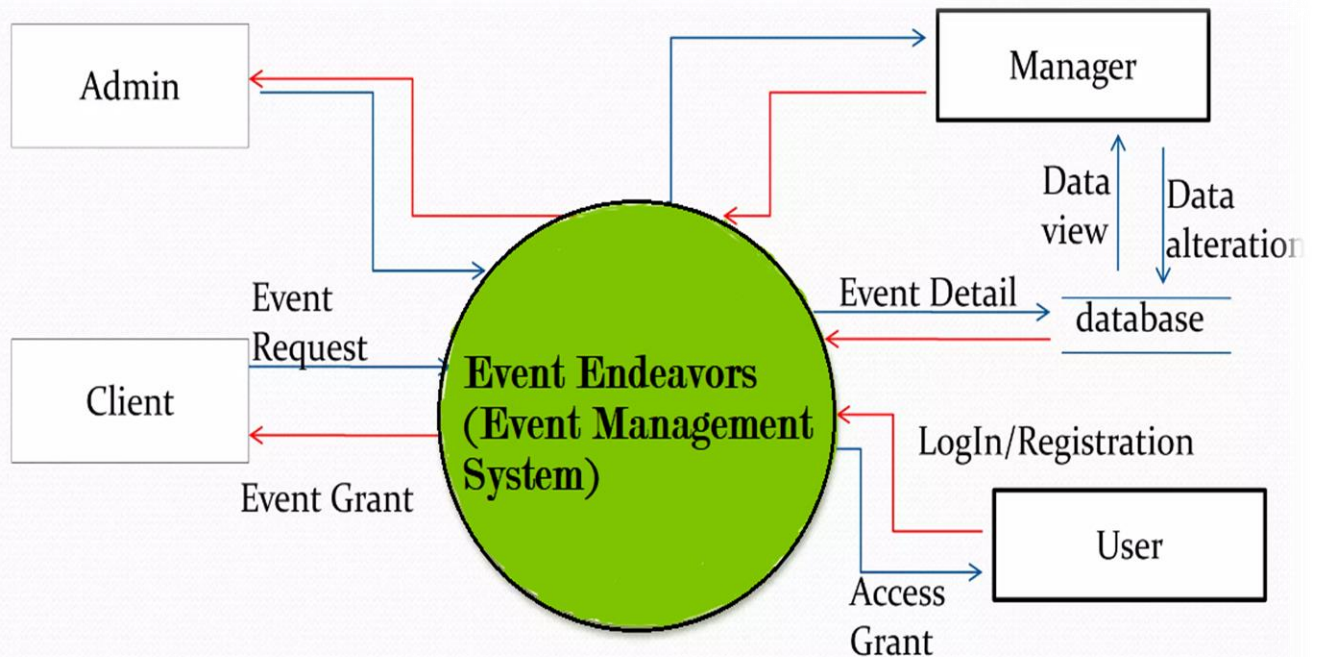 Admin
Manager
Data
view
Data
alteration
Event
Request
Event Detail
database
Client
Event Endeavors
(Event Management
System)
LogIn/Registration
Event Grant
User
Access
Grant